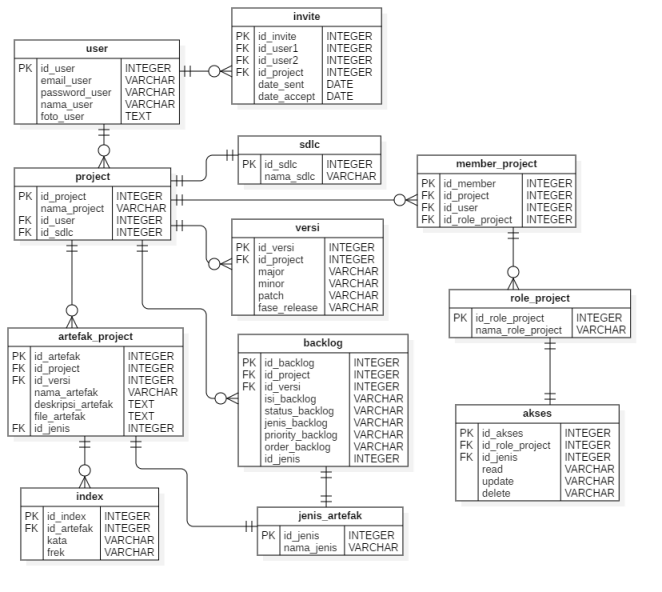 invite
PK id_invite INTEGER
FK id_user1 INTEGER
FK id_user2 INTEGER
FK id_project INTEGER
date_sent DATE
date_accept DATE
user
PK id_user INTEGER
email_user VARCHAR
password_user VARCHAR
nama_user VARCHAR
foto_user TEXT
sdlc
PK id_sdlc INTEGER
nama_sdlc VARCHAR
project
PK id_project INTEGER
nama_project VARCHAR
FK id_user INTEGER
FK id_sdlc INTEGER
member_project
PK id_member INTEGER
FK id_project INTEGER
FK id_user INTEGER
FK id_role_project INTEGER
versi
PK id_versi INTEGER
FK id_project INTEGER
major VARCHAR
minor VARCHAR
patch VARCHAR
fase_release VARCHAR
role_project
PK id_role_project INTEGER
nama_role_project VARCHAR
artefak_project
PK id_artefak INTEGER
FK id_project INTEGER
FK id_versi INTEGER
nama_artefak VARCHAR
deskripsi_artefak TEXT
file_artefak TEXT
FK id_jenis INTEGER
backlog
PK id_backlog INTEGER
FK id_project INTEGER
FK id_versi INTEGER
isi_backlog VARCHAR
status_backlog VARCHAR
jenis_backlog VARCHAR
priority_backlog VARCHAR
order_backlog VARCHAR
id_jenis INTEGER
akses
PK id_akses INTEGER
FK id_role_project INTEGER
FK id_jenis INTEGER
read VARCHAR
update VARCHAR
delete VARCHAR
index
PK id_index INTEGER
FK id_artefak INTEGER
kata VARCHAR
frek VARCHAR
jenis_artefak
PK id_jenis INTEGER
nama_jenis VARCHAR